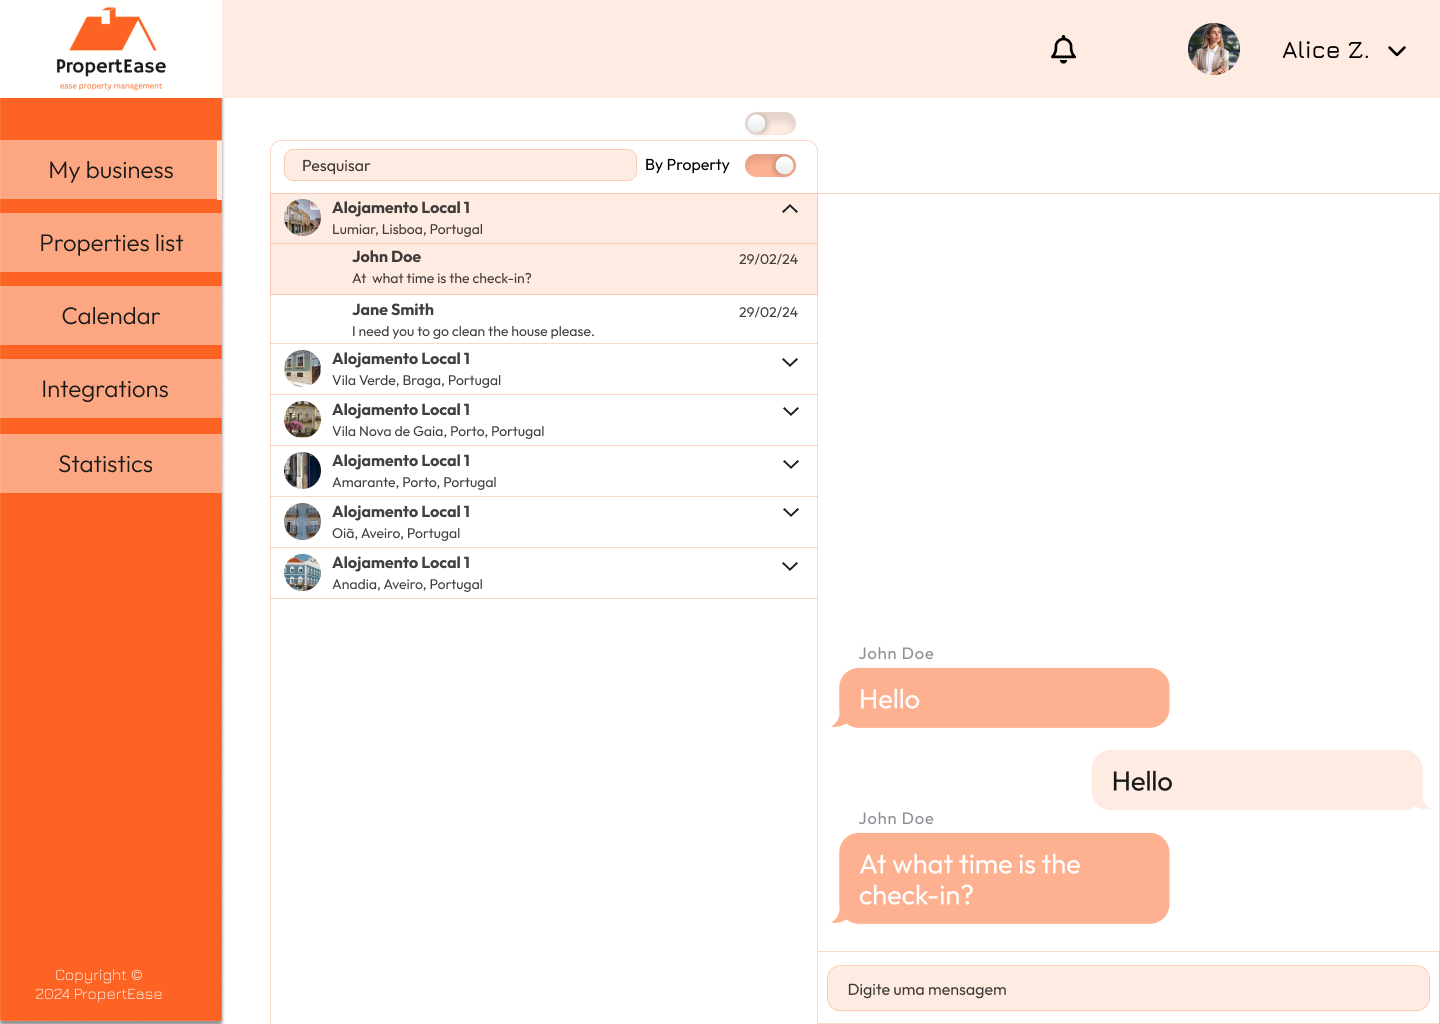 PropertEase
ease property management
Alice Z.
My business
Properties list
Calendar
Integrations
Statistics
Copyright ©
2024 PropertEase
Pesquisar
By Property
Alojamento Local 1
Lumiar, Lisboa, Portugal
John Doe
29/02/24
At  what time is the check-in?
Jane Smith
29/02/24
I need you to go clean the house please.
Alojamento Local 1
Vila Verde, Braga, Portugal
Alojamento Local 1
Vila Nova de Gaia, Porto, Portugal
Alojamento Local 1
Amarante, Porto, Portugal
Alojamento Local 1
Oiã, Aveiro, Portugal
Alojamento Local 1
Anadia, Aveiro, Portugal
John Doe
Hello
Hello
John Doe
At what time is the
check-in?
Digite uma mensagem